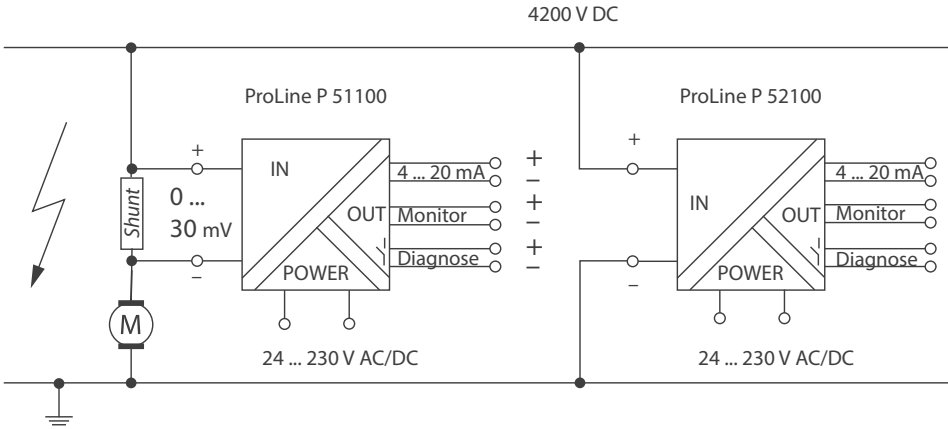 4200 V DC
ProLine P 51100
ProLine P 52100
+
IN
4 ... 20 mA
+
–
Shunt
0 ...
30 mV
OUT
Monitor
+
–
–
POWER
Diagnose
+
–
M
24 ... 230 V AC/DC
+
IN
4 ... 20 mA
OUT
Monitor
–
POWER
Diagnose
24 ... 230 V AC/DC